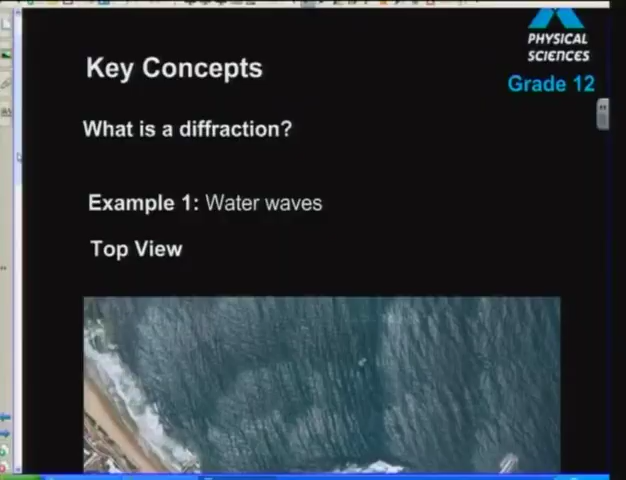 PHYSICAL
SCIENCES
Grade 12
Key Concepts
What is a diffraction?
Example 1: Water waves
Top View